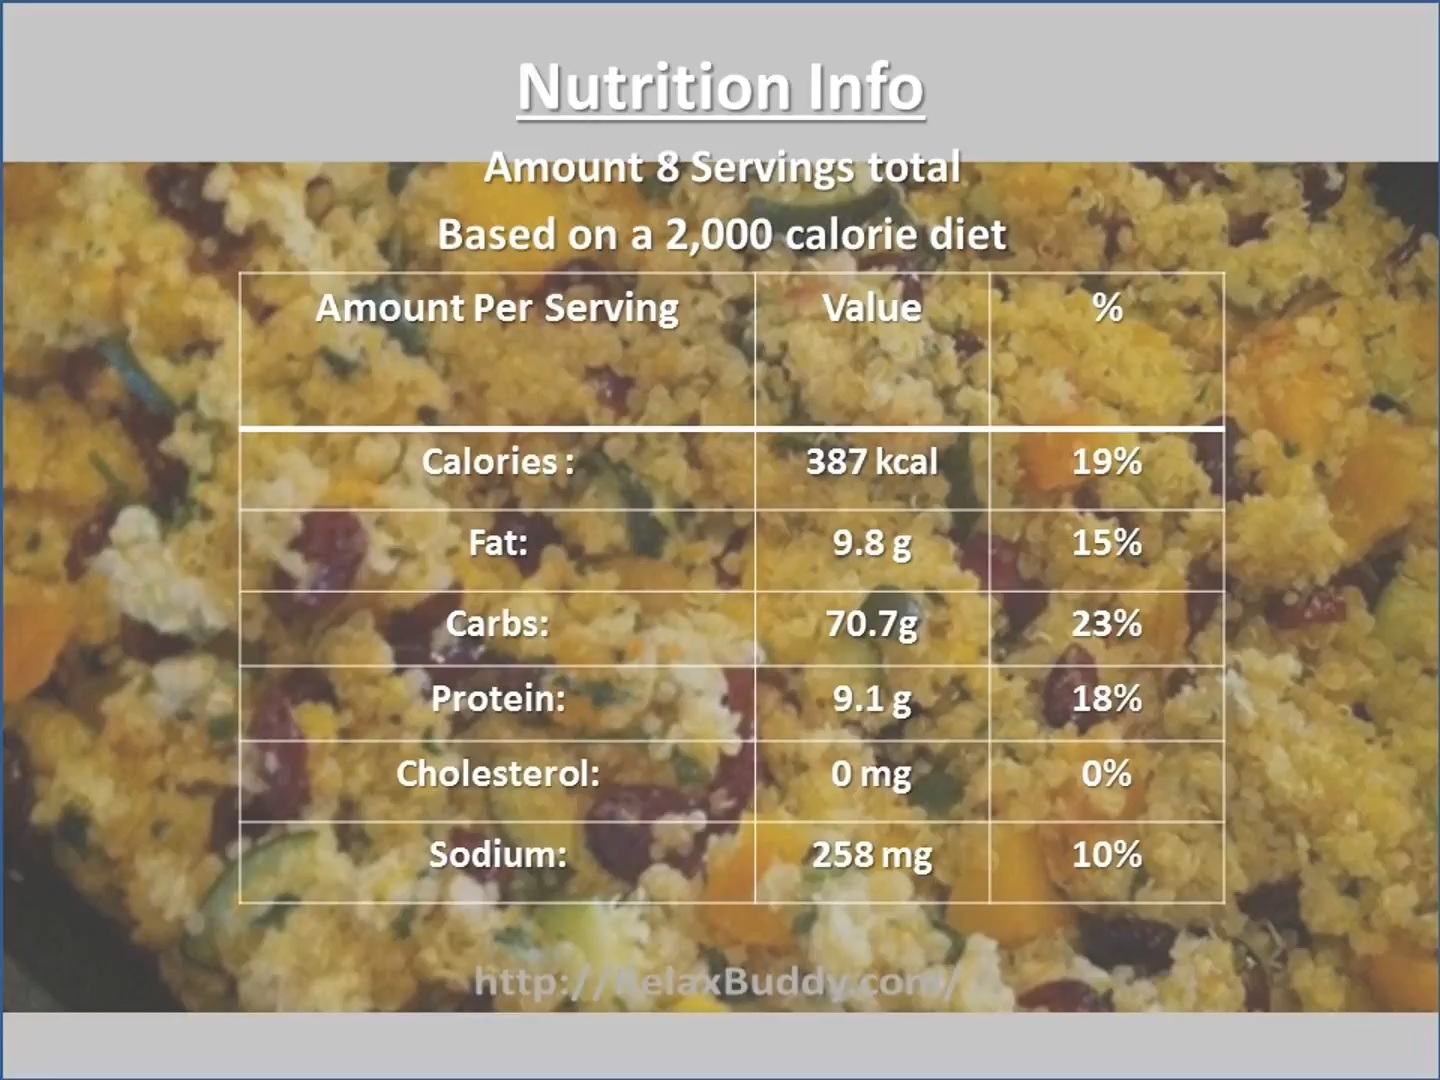 Nutrition Info
Amount 8 Servings total
Based on a 2,000 calorie diet
Amount Per Serving Value %
Calories : 387 kcal 19%
Fat: 9.8 g 15%
Carbs: 70.7g 23%
Protein: 9.1 g 18%
Cholesterol: 0 mg 0%
Sodium: 258 mg 10%
http://RelaxBuddy.com/